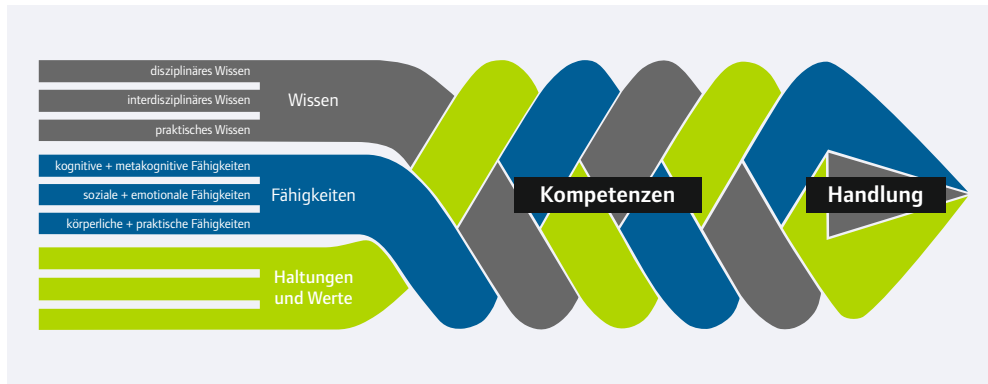 disziplinäres Wissen
interdisziplinäres Wissen
praktisches Wissen
Wissen
kognitive + metakognitive Fähigkeiten
soziale + emotionale Fähigkeiten
körperliche + praktische Fähigkeiten
Fähigkeiten
Haltungen
und Werte
Kompetenzen
Handlung